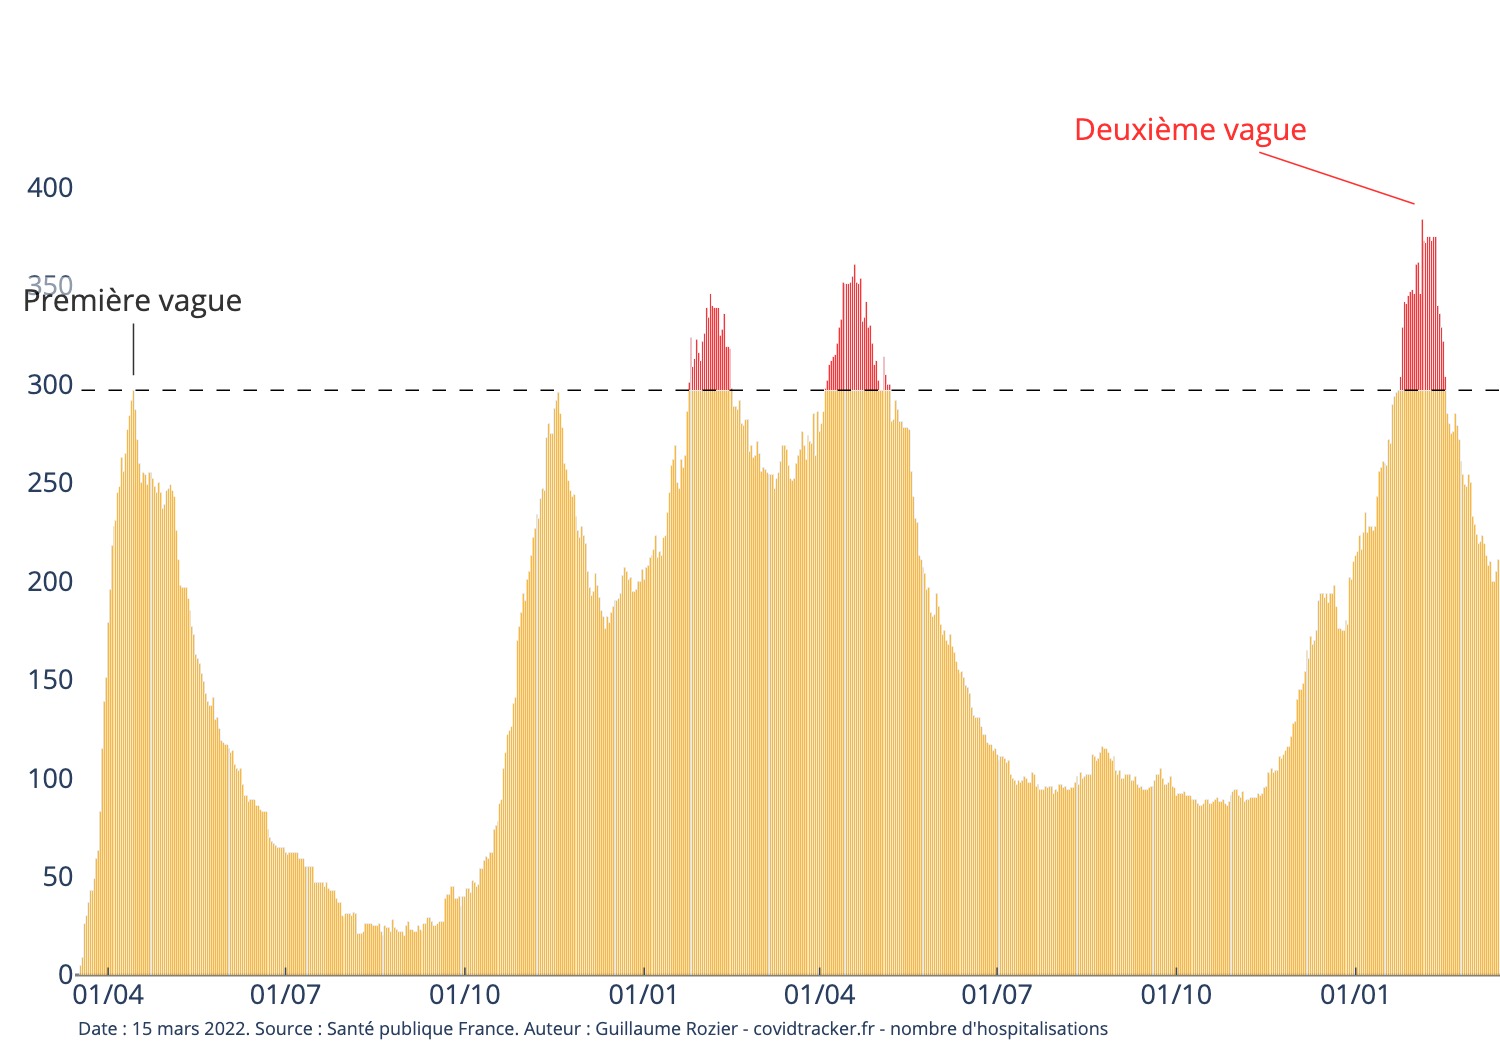 Deuxième vague
400
350
Première vague
300
250
200
150
100
50
0
01/04 01/07 01/10 01/01 01/04 01/07 01/10 01/01
Date : 15 mars 2022. Source : Santé publique France. Auteur : Guillaume Rozier - covidtracker.fr - nombre d'hospitalisations